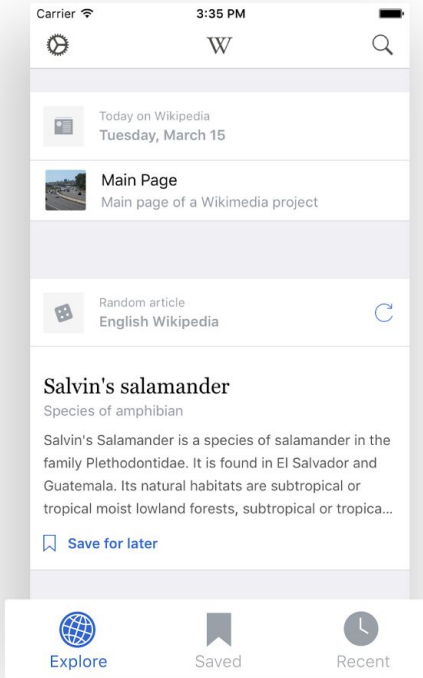 Carrier 3:35 PM
W
Today on Wikipedia
Tuesday, March 15
Main Page
Main page of a Wikimedia project
Random article
English Wikipedia
Salvin's salamander
Species of amphibian
Salvin's Salamander is a species of salamander in the
family Plethodontidae. It is found in El Salvador and
Guatemala. Its natural habitats are subtropical or
tropical moist lowland forests, subtropical or tropica...
Save for later
Explore Saved Recent